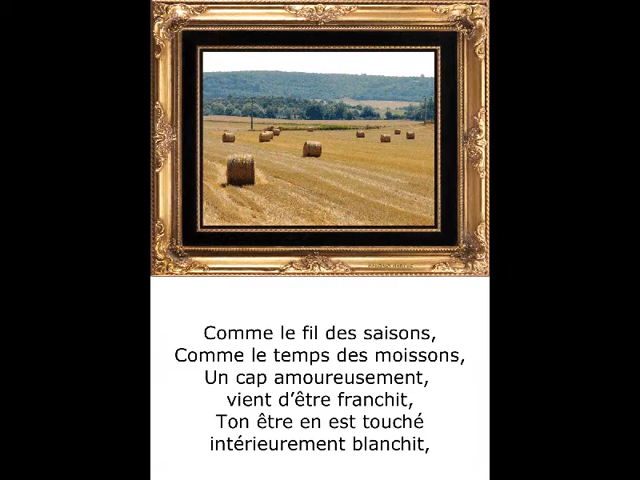 Comme le fil des saisons,
Comme le temps des moissons,
Un cap amoureusement,
vient d’être franchit,
Ton être en est touché
intérieurement blanchit,